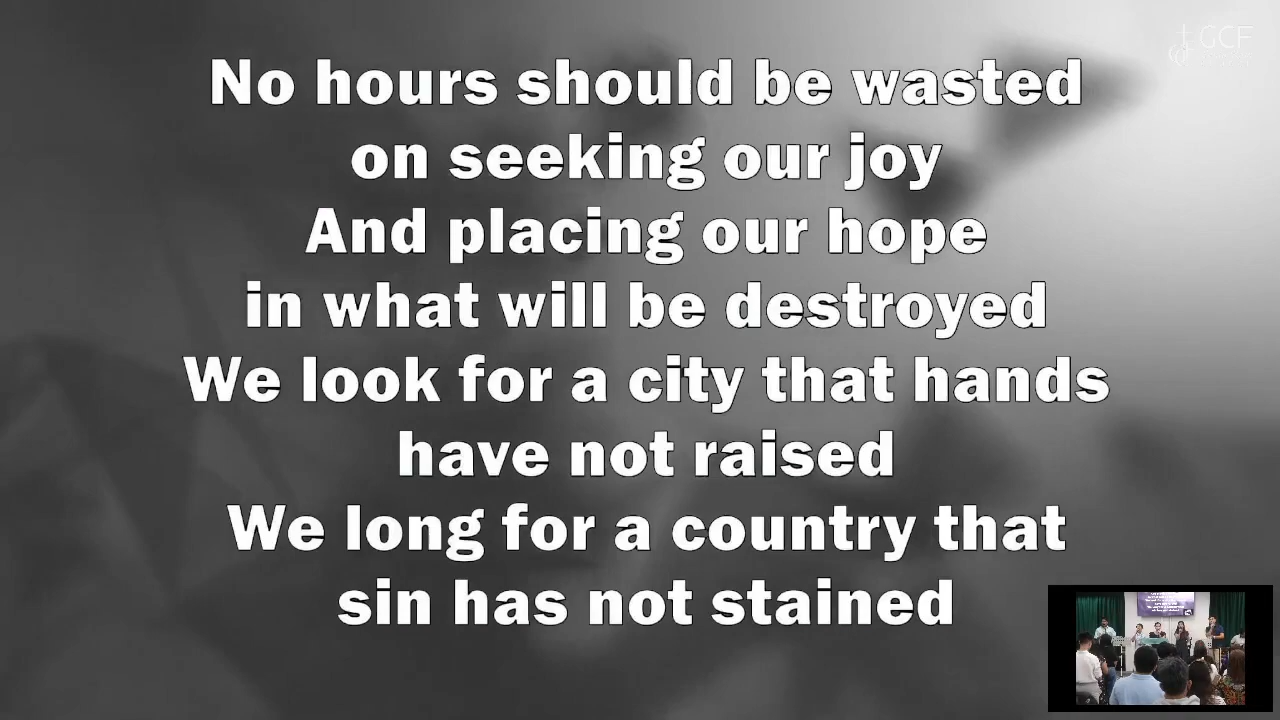 No hours should be wasted
on seeking our joy
And placing our hope
in what will be destroyed
We look for a city that hands
have not raised
We long for a country that
sin has not stained
GCF